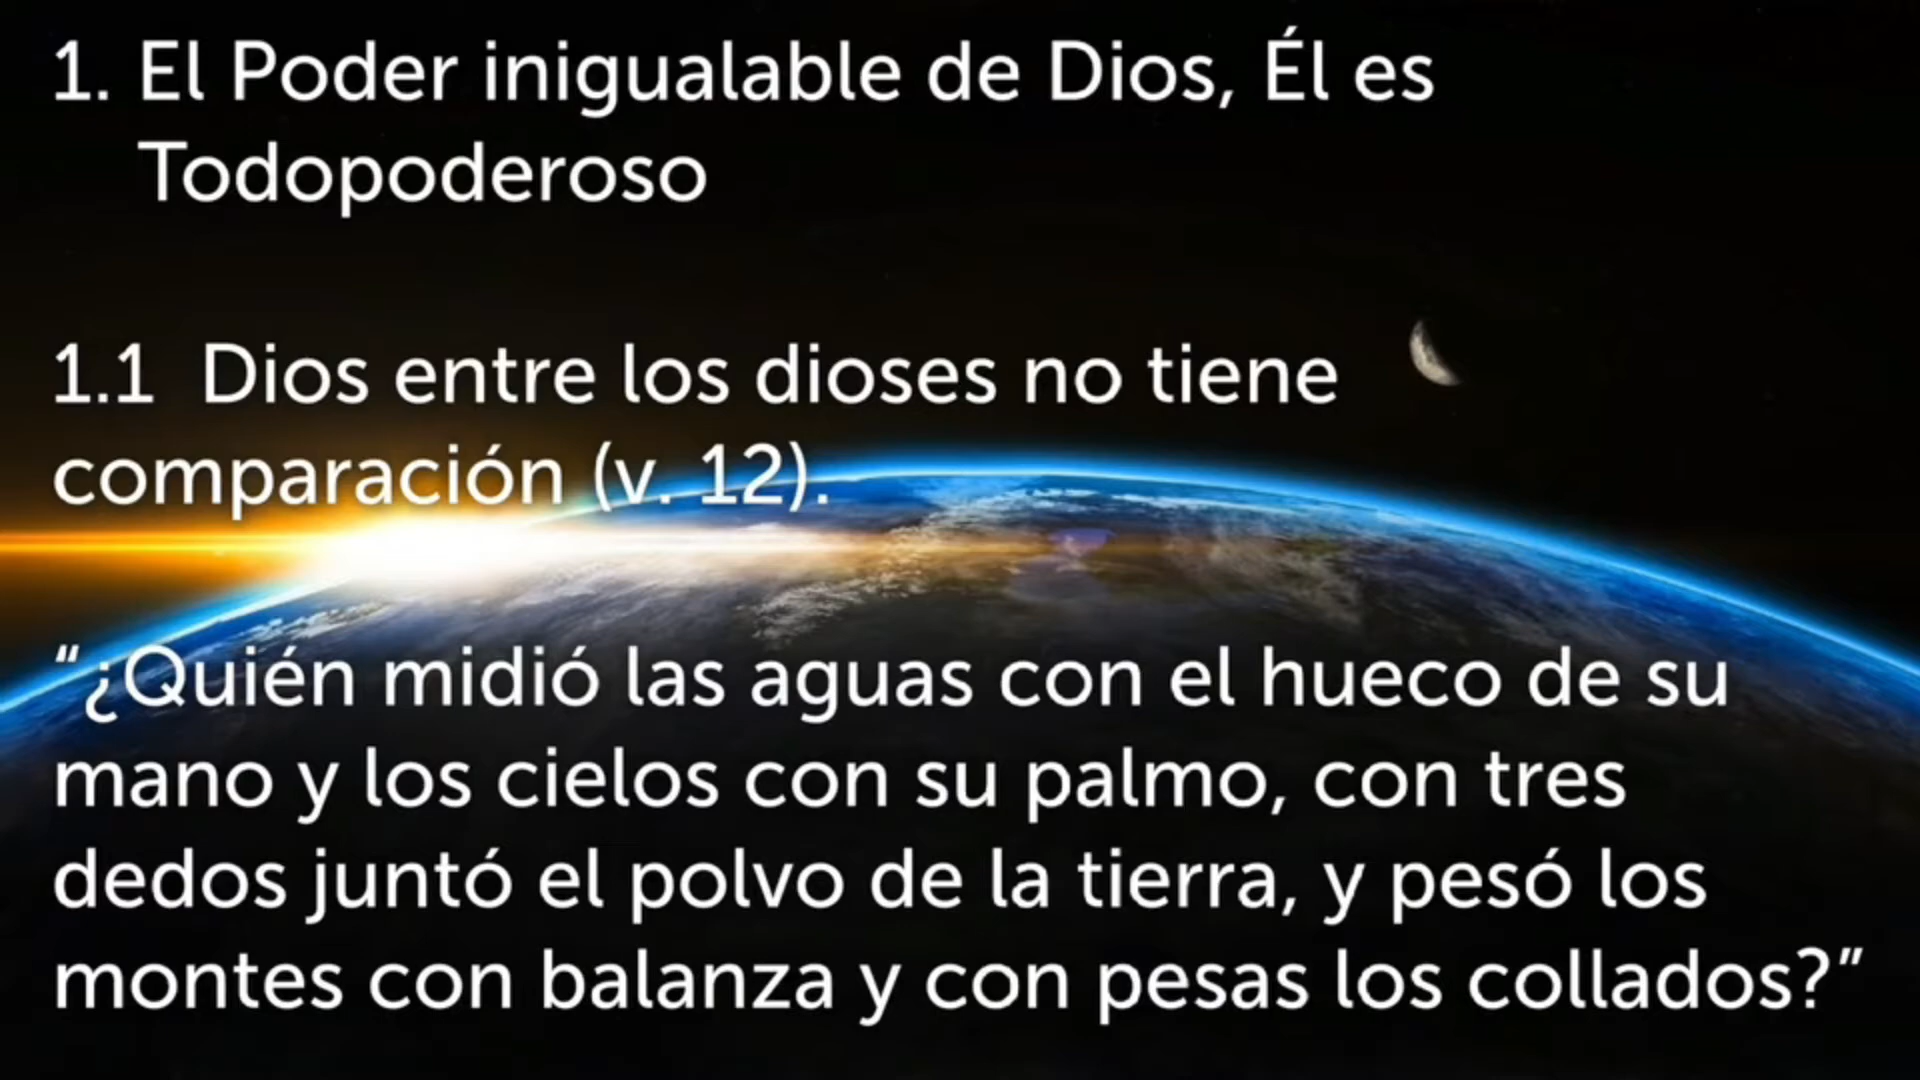 1. El Poder inigualable de Dios, Él es
Todopoderoso
1.1 Dios entre los dioses no tiene
comparación (v. 12).
“¿Quién midió las aguas con el hueco de su
mano y los cielos con su palmo, con tres
dedos juntó el polvo de la tierra, y pesó los
montes con balanza y con pesas los collados?”